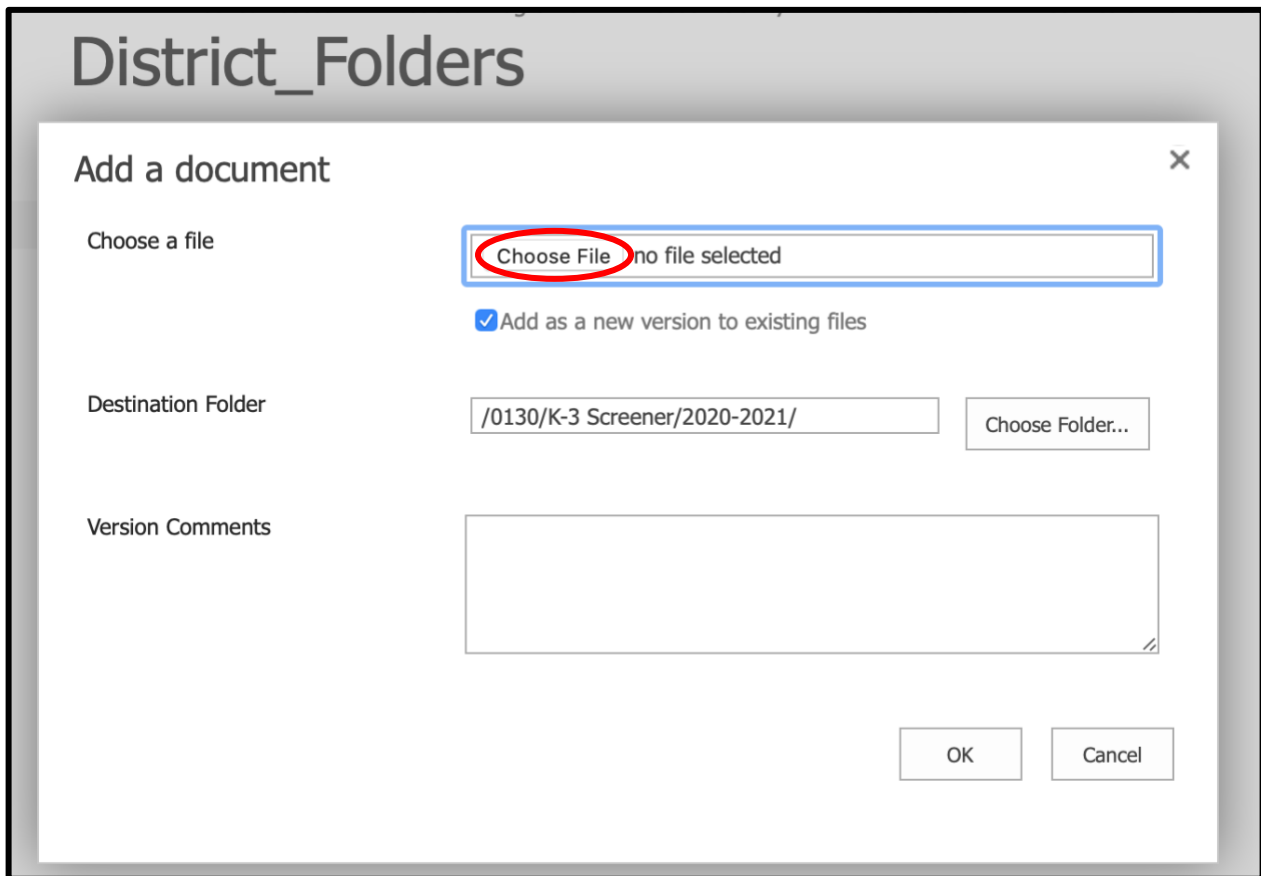 District_Folders
Add a document
Choose a file
Choose File no file selected
Add as a new version to existing files
Destination Folder
/0130/K-3 Screener/2020-2021/
Choose Folder...
Version Comments
OK
Cancel